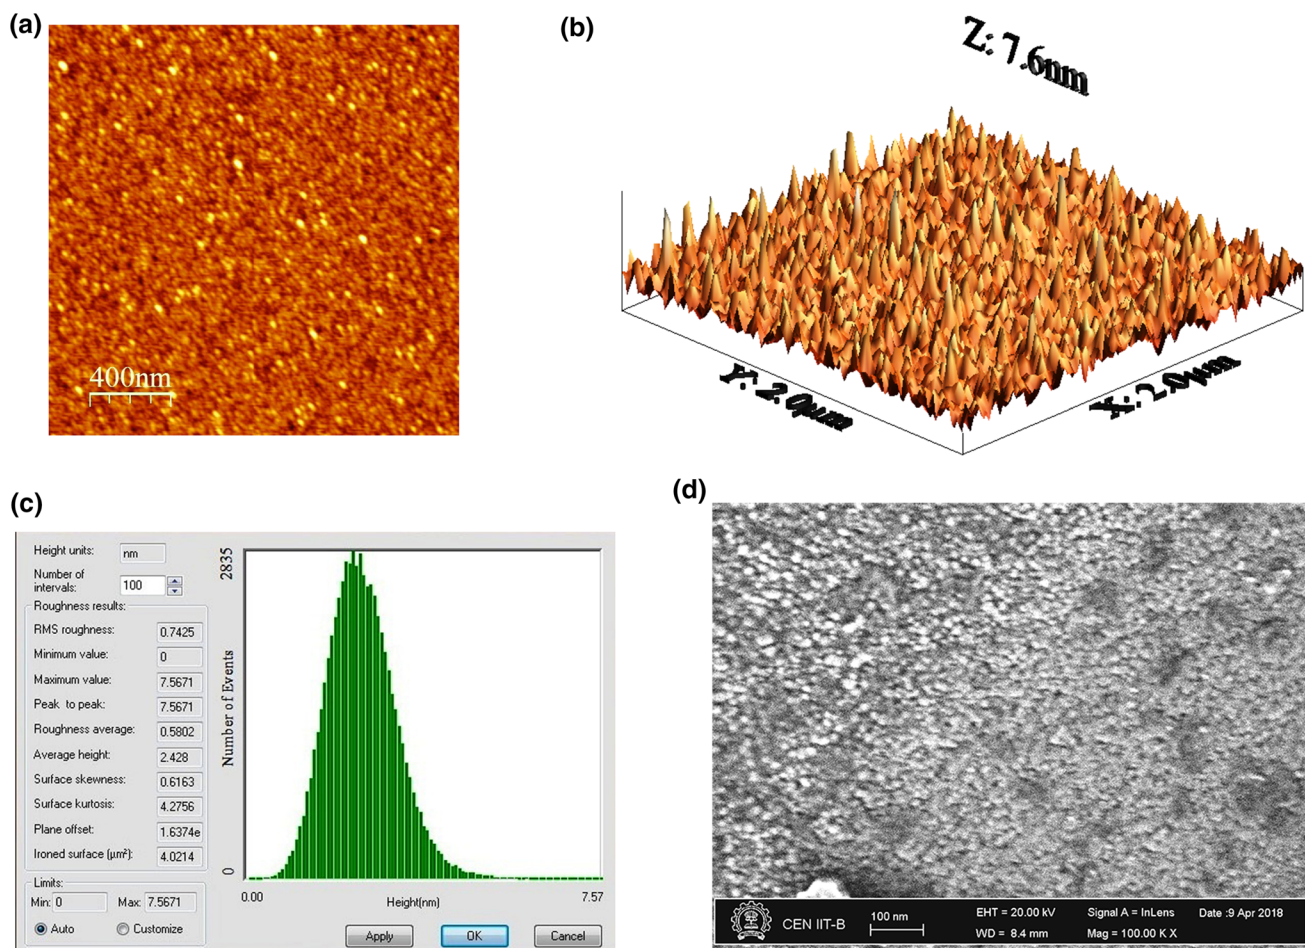 (a)
400nm
(b)
Z: 7.6nm
Y: 2.0µm
X: 2.0µm
(c)
Height units: nm
Number of
intervals: 100
Roughness results:
RMS roughness: 0.7425
Minimum value: 0
Maximum value: 7.5671
Peak to peak: 7.5671
Roughness average: 0.5802
Average height: 2.428
Surface skewness: 0.6163
Surface kurtosis: 4.2756
Plane offset: 1.6374e
Ironed surface (µm²): 4.0214
Limits:
Min: 0 Max: 7.5671
Auto Customize
2835
Number of Events
0
0.00 7.57
Height(nm)
Apply OK Cancel
(d)
CEN IIT-B
100 nm
EHT = 20.00 kV Signal A = InLens Date :9 Apr 2018
WD = 8.4 mm Mag = 100.00 K X